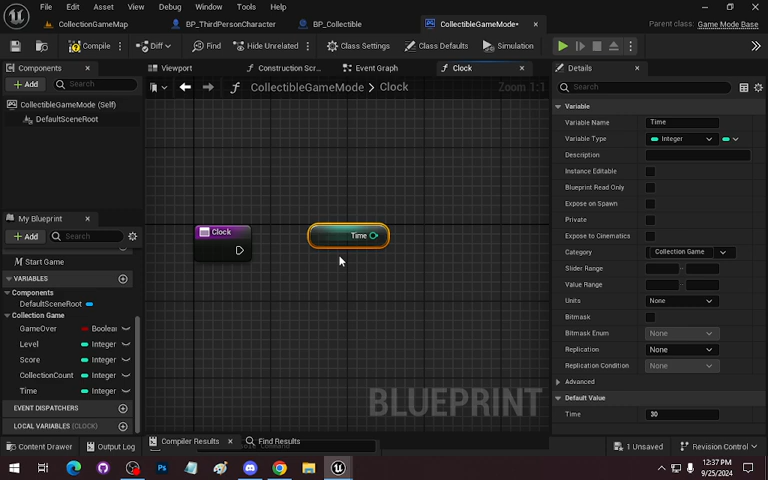 File Edit Asset View Debug Window Tools Help
CollectionGameMap BP_ThirdPersonCharacter BP_Collectible CollectibleGameMode• Parent class: Game Mode Base
Compile Diff Find Hide Unrelated Class Settings Class Defaults Simulation
Components Viewport Construction Scr... Event Graph Clock Details
Add Search
CollectibleGameMode > Clock Zoom 1:1
Search
CollectibleGameMode (Self)
DefaultSceneRoot
Variable
Variable Name Time
Variable Type Integer
Description
Instance Editable
Blueprint Read Only
Expose on Spawn
Private
Expose to Cinematics
Category Collection Game
Slider Range
Value Range
Units None
Bitmask
Bitmask Enum None
Replication None
Replication Condition None
Advanced
Default Value
Time 30
Clock
Time
My Blueprint
Add Search
Start Game
VARIABLES
Components
DefaultSceneRoot
Collection Game
GameOver Boolean
Level Integer
Score Integer
CollectionCount Integer
Time Integer
EVENT DISPATCHERS
LOCAL VARIABLES (CLOCK)
BLUEPRINT
Compiler Results Find Results
Content Drawer Output Log 1 Unsaved Revision Control
12:37 PM
9/25/2024